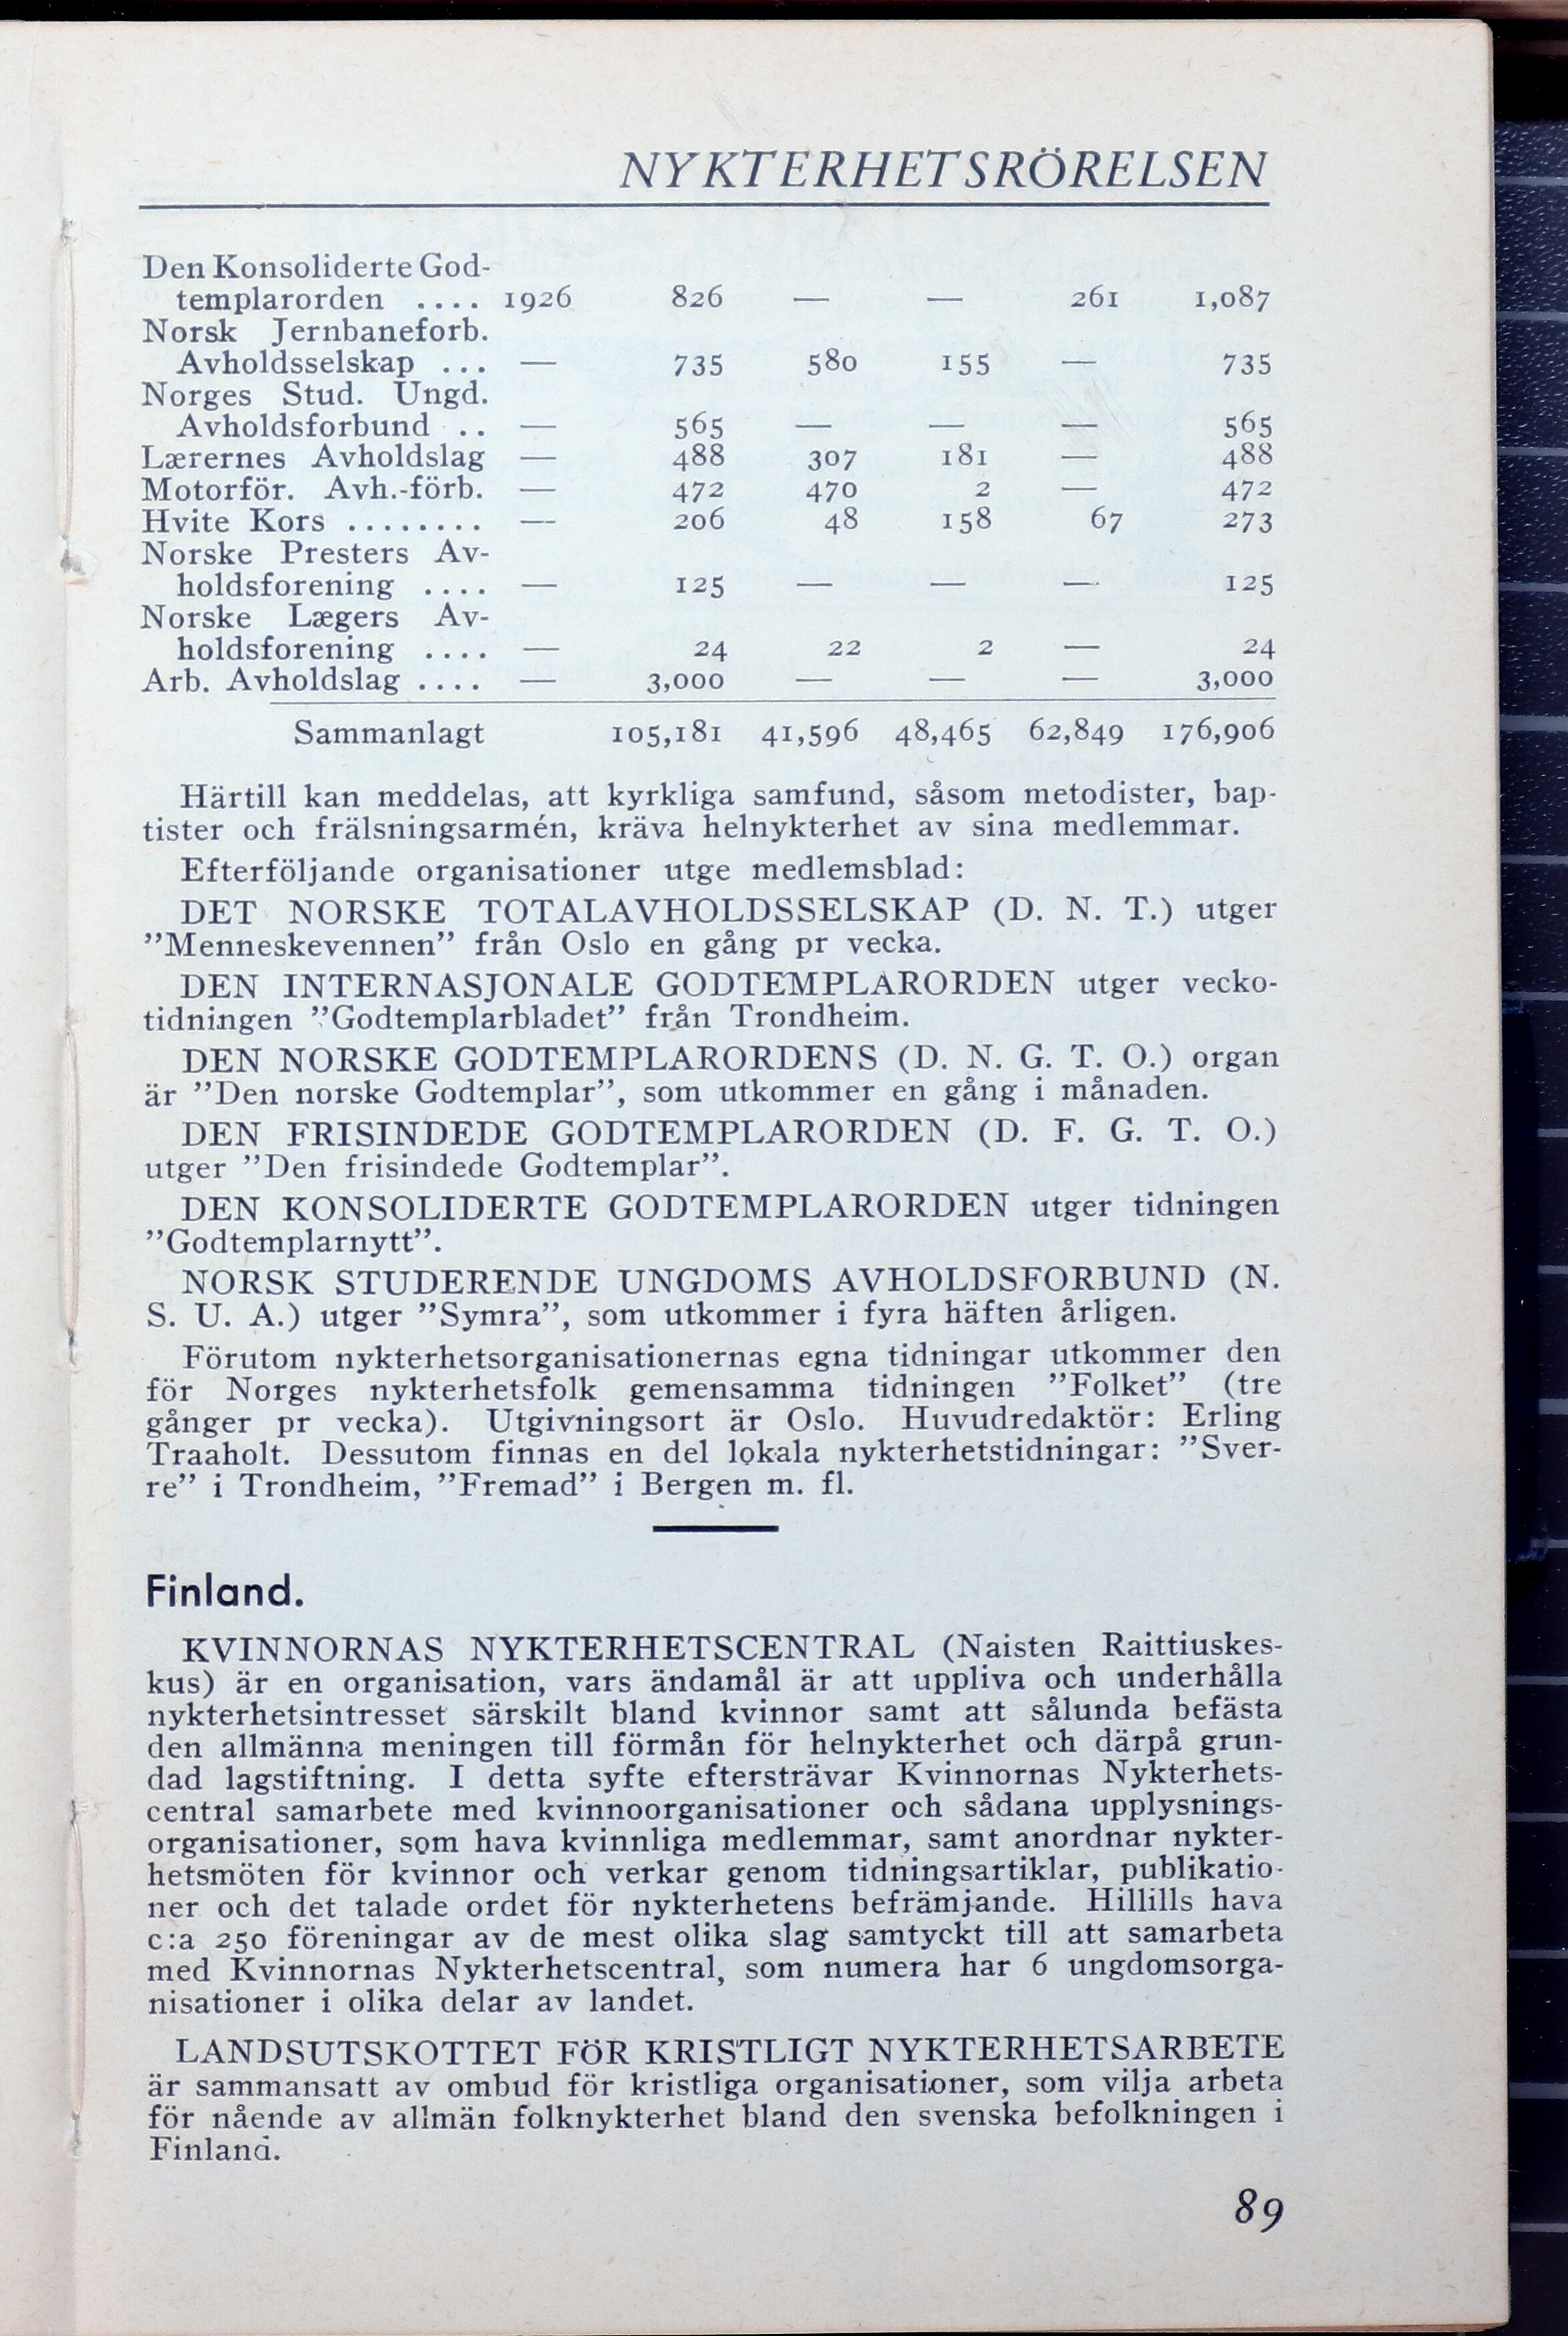 NYKTERHETSRÖRELSEN
Den Konsoliderte God-
templarorden .... 1926 826 — — 261 1,087
Norsk Jernbaneforb.
Avholdsselskap ... — 735 580 155 — 735
Norges Stud. Ungd.
Avholdsforbund .. — 565 — — — 565
Lærernes Avholdslag — 488 307 181 — 488
Motorför. Avh.-förb. — 472 470 2 — 472
Hvite Kors ........ — 206 48 158 67 273
Norske Presters Av-
holdsforening .... — 125 — — — 125
Norske Lægers Av-
holdsforening .... — 24 22 2 — 24
Arb. Avholdslag .... — 3,000 — — — 3,000
Sammanlagt 105,181 41,596 48,465 62,849 176,906
Härtill kan meddelas, att kyrkliga samfund, såsom metodister, bap-
tister och frälsningsarmén, kräva helnykterhet av sina medlemmar.
Efterföljande organisationer utge medlemsblad:
DET NORSKE TOTALAVHOLDSSELSKAP (D. N. T.) utger
”Menneskevennen” från Oslo en gång pr vecka.
DEN INTERNASJONALE GODTEMPLARORDEN utger vecko-
tidningen ”Godtemplarbladet” från Trondheim.
DEN NORSKE GODTEMPLARORDENS (D. N. G. T. O.) organ
är ”Den norske Godtemplar”, som utkommer en gång i månaden.
DEN FRISINDEDE GODTEMPLARORDEN (D. F. G. T. O.)
utger ”Den frisindede Godtemplar”.
DEN KONSOLIDERTE GODTEMPLARORDEN utger tidningen
”Godtemplarnytt”.
NORSK STUDERENDE UNGDOMS AVHOLDSFORBUND (N.
S. U. A.) utger ”Symra”, som utkommer i fyra häften årligen.
Förutom nykterhetsorganisationernas egna tidningar utkommer den
för Norges nykterhetsfolk gemensamma tidningen ”Folket” (tre
gånger pr vecka). Utgivningsort är Oslo. Huvudredaktör: Erling
Traaholt. Dessutom finnas en del lokala nykterhetstidningar: ”Sver-
re” i Trondheim, ”Fremad” i Bergen m. fl.
Finland.
KVINNORNAS NYKTERHETSCENTRAL (Naisten Raittiuskes-
kus) är en organisation, vars ändamål är att uppliva och underhålla
nykterhetsintresset särskilt bland kvinnor samt att sålunda befästa
den allmänna meningen till förmån för helnykterhet och därpå grun-
dad lagstiftning. I detta syfte eftersträvar Kvinnornas Nykterhets-
central samarbete med kvinnoorganisationer och sådana upplysnings-
organisationer, som hava kvinnliga medlemmar, samt anordnar nykter-
hetsmöten för kvinnor och verkar genom tidningsartiklar, publikatio-
ner och det talade ordet för nykterhetens befrämjande. Hillills hava
c:a 250 föreningar av de mest olika slag samtyckt till att samarbeta
med Kvinnornas Nykterhetscentral, som numera har 6 ungdomsorga-
nisationer i olika delar av landet.
LANDSUTSKOTTET FÖR KRISTLIGT NYKTERHETSARBETE
är sammansatt av ombud för kristliga organisationer, som vilja arbeta
för nående av allmän folknykterhet bland den svenska befolkningen i
Finland.
89